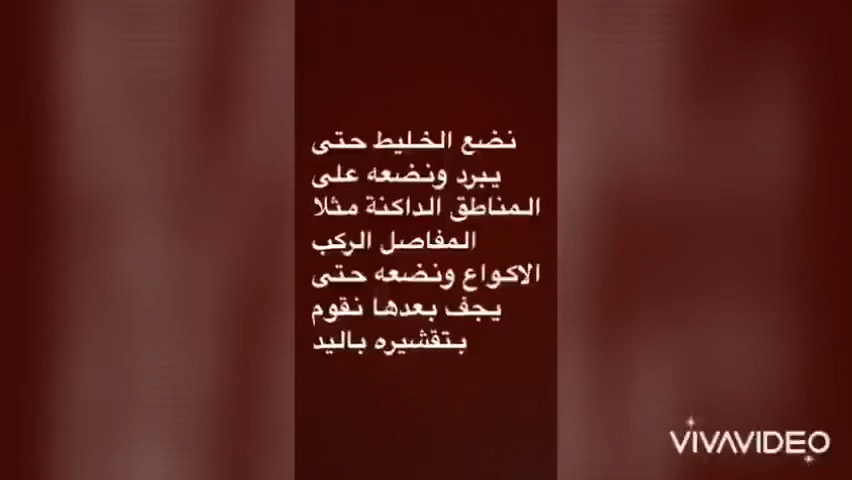 نضع الخليط حتى
يبرد ونضعه على
المناطق الداكنة مثلا
المفاصل الركب
الاكواع ونضعه حتى
يجف بعدها نقوم
بتقشيره باليد
VIVAVIDEO